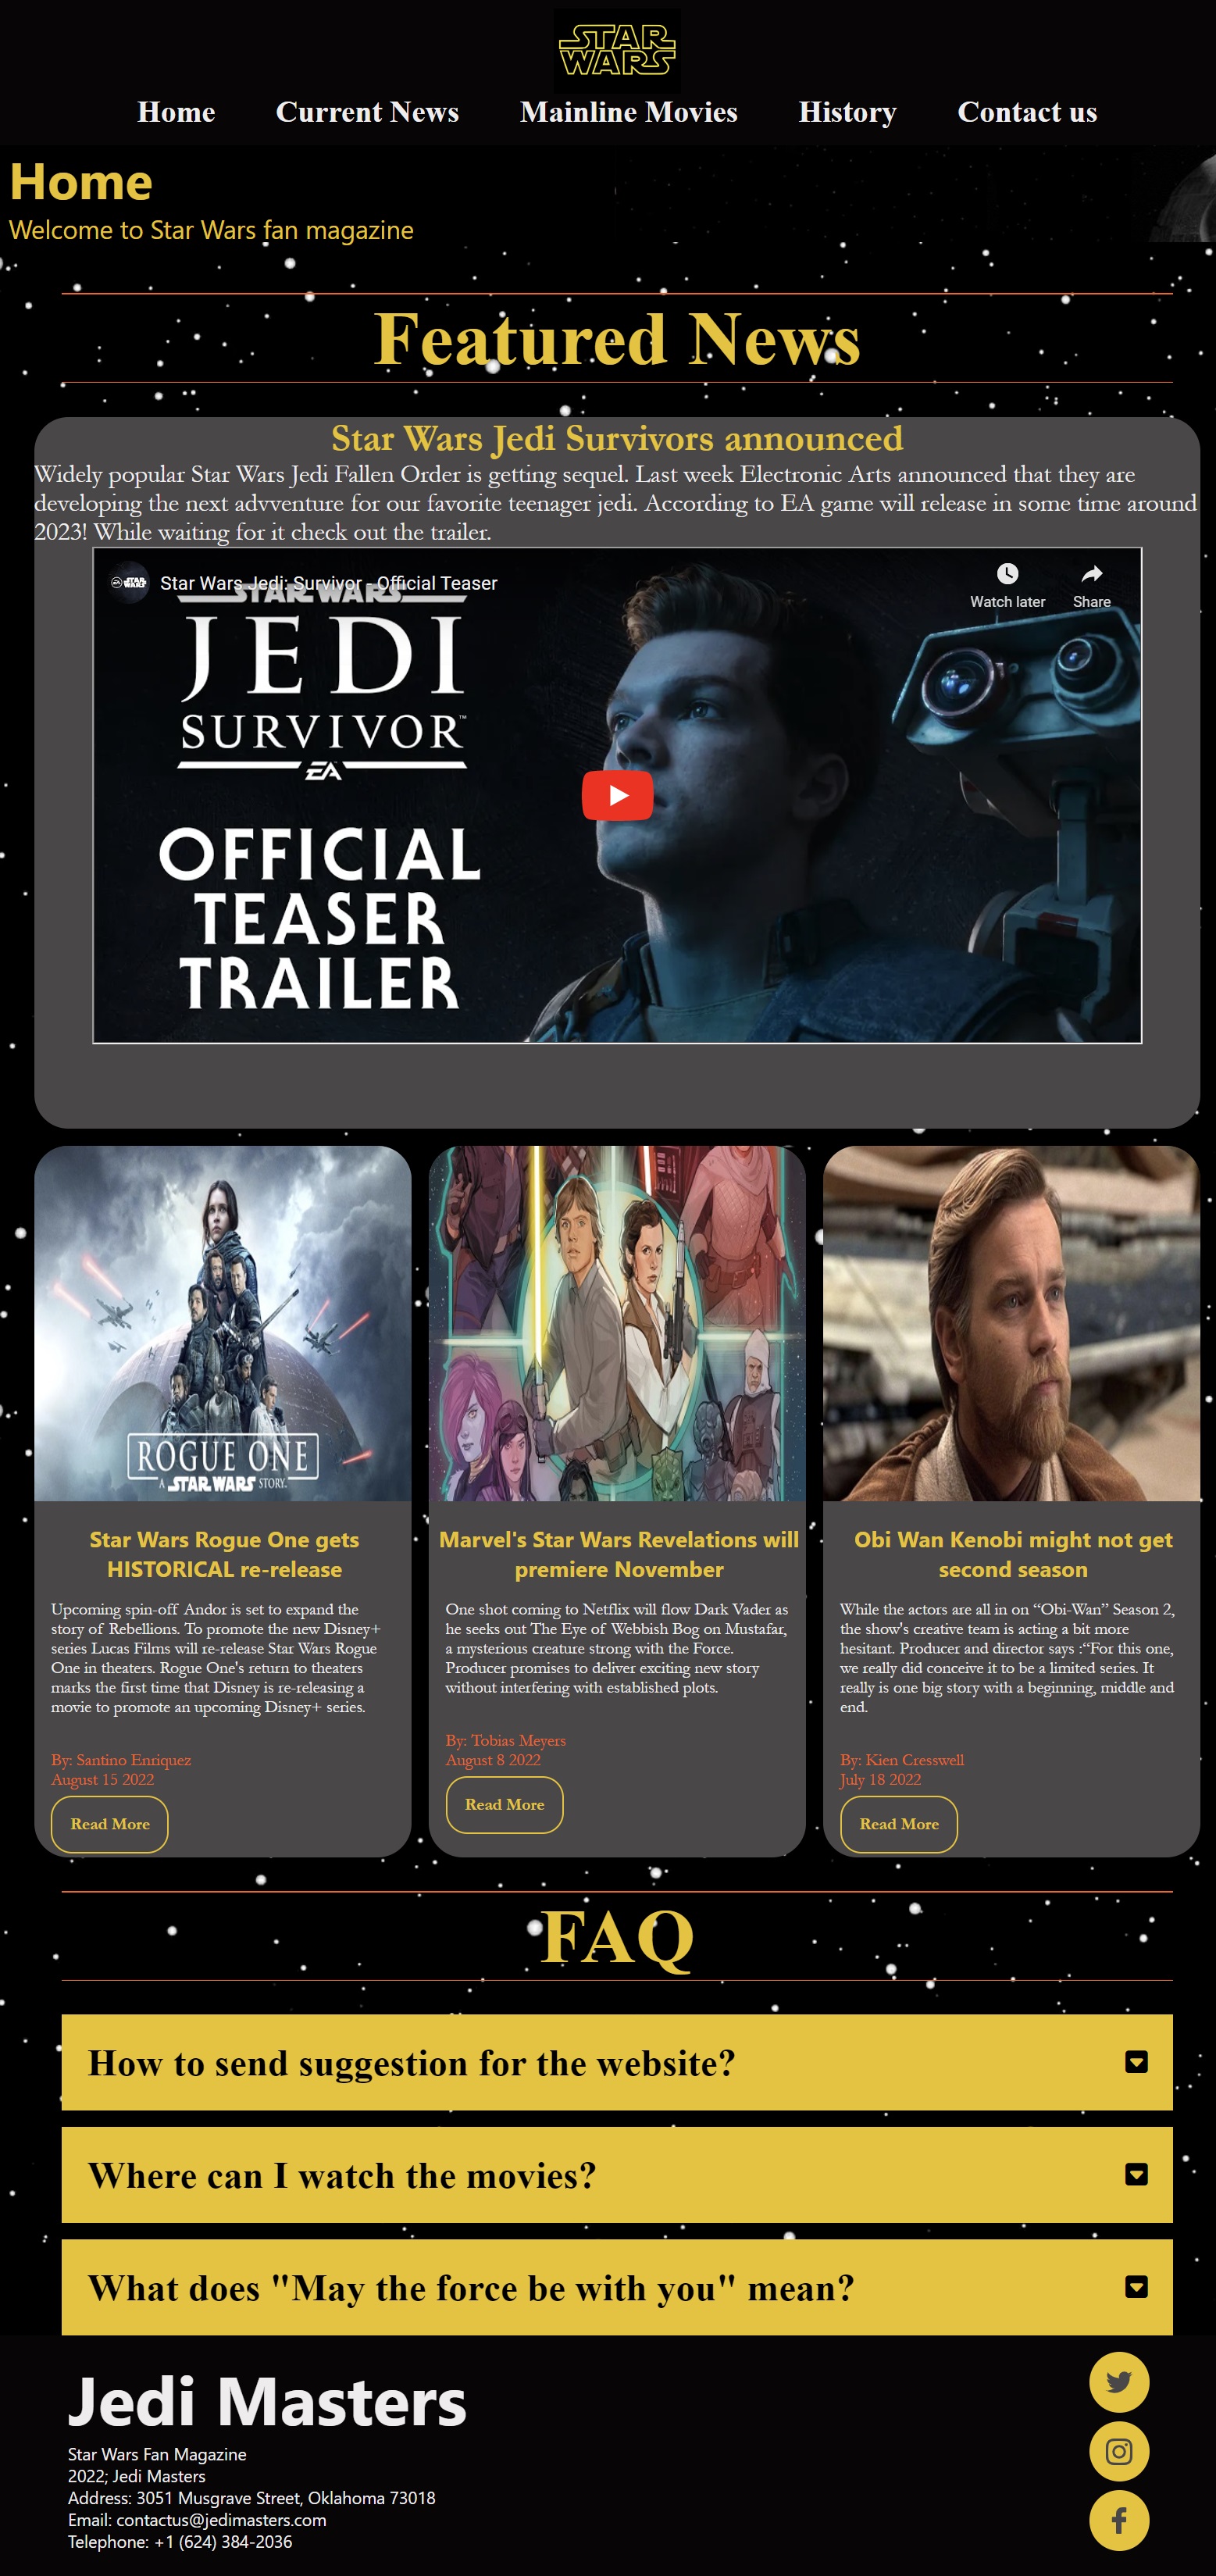 STAR
WARS
Home Current News Mainline Movies History Contact us
Home
Welcome to Star Wars fan magazine
Featured News
Star Wars Jedi Survivors announced
Widely popular Star Wars Jedi Fallen Order is getting sequel. Last week Electronic Arts announced that they are
developing the next advventure for our favorite teenager jedi. According to EA game will release in some time around
2023! While waiting for it check out the trailer.
Star Wars Jedi: Survivor - Official Teaser
Watch later Share
STAR WARS
JEDI
SURVIVOR™
EA
OFFICIAL
TEASER
TRAILER
ROGUE ONE
A STAR WARS STORY
Star Wars Rogue One gets
HISTORICAL re-release
Upcoming spin-off Andor is set to expand the
story of Rebellions. To promote the new Disney+
series Lucas Films will re-release Star Wars Rogue
One in theaters. Rogue One's return to theaters
marks the first time that Disney is re-releasing a
movie to promote an upcoming Disney+ series.
By: Santino Enriquez
August 15 2022
Read More
Marvel's Star Wars Revelations will
premiere November
One shot coming to Netflix will flow Dark Vader as
he seeks out The Eye of Webbish Bog on Mustafar,
a mysterious creature strong with the Force.
Producer promises to deliver exciting new story
without interfering with established plots.
By: Tobias Meyers
August 8 2022
Read More
Obi Wan Kenobi might not get
second season
While the actors are all in on “Obi-Wan” Season 2,
the show's creative team is acting a bit more
hesitant. Producer and director says :“For this one,
we really did conceive it to be a limited series. It
really is one big story with a beginning, middle and
end.
By: Kien Cresswell
July 18 2022
Read More
FAQ
How to send suggestion for the website?
Where can I watch the movies?
What does "May the force be with you" mean?
Jedi Masters
Star Wars Fan Magazine
2022; Jedi Masters
Address: 3051 Musgrave Street, Oklahoma 73018
Email: contactus@jedimasters.com
Telephone: +1 (624) 384-2036